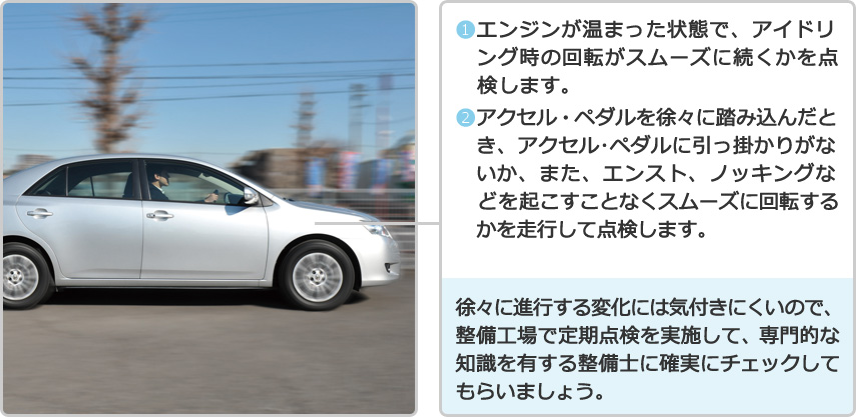 ❶エンジンが温まった状態で、アイドリ
ング時の回転がスムーズに続くかを点
検します。
❷アクセル・ペダルを徐々に踏み込んだと
き、アクセル・ペダルに引っ掛かりがな
いか、また、エンスト、ノッキングな
どを起こすことなくスムーズに回転する
かを走行して点検します。
徐々に進行する変化には気付きにくいので、
整備工場で定期点検を実施して、専門的な
知識を有する整備士に確実にチェックして
もらいましょう。